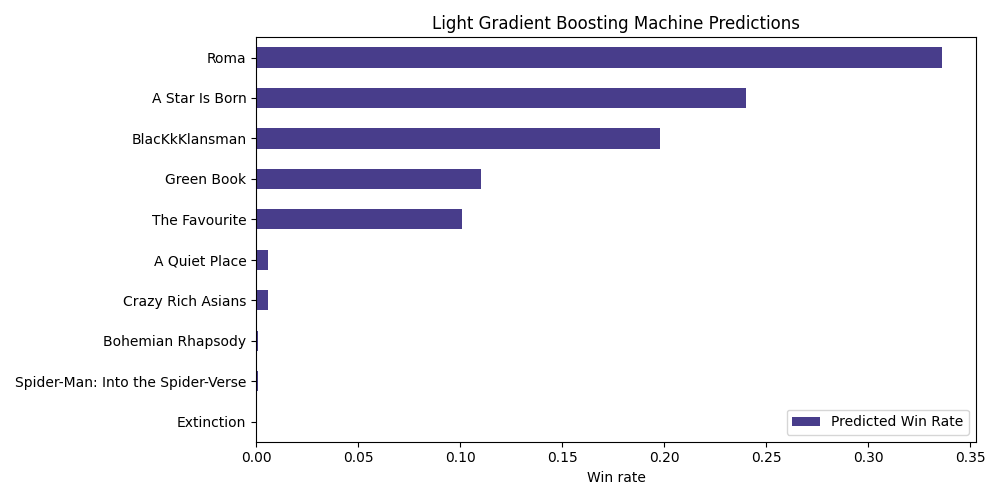 Light Gradient Boosting Machine Predictions
Roma
A Star Is Born
BlacKkKlansman
Green Book
The Favourite
A Quiet Place
Crazy Rich Asians
Bohemian Rhapsody
Spider-Man: Into the Spider-Verse
Extinction
Predicted Win Rate
0.00 0.05 0.10 0.15 0.20 0.25 0.30 0.35
Win rate